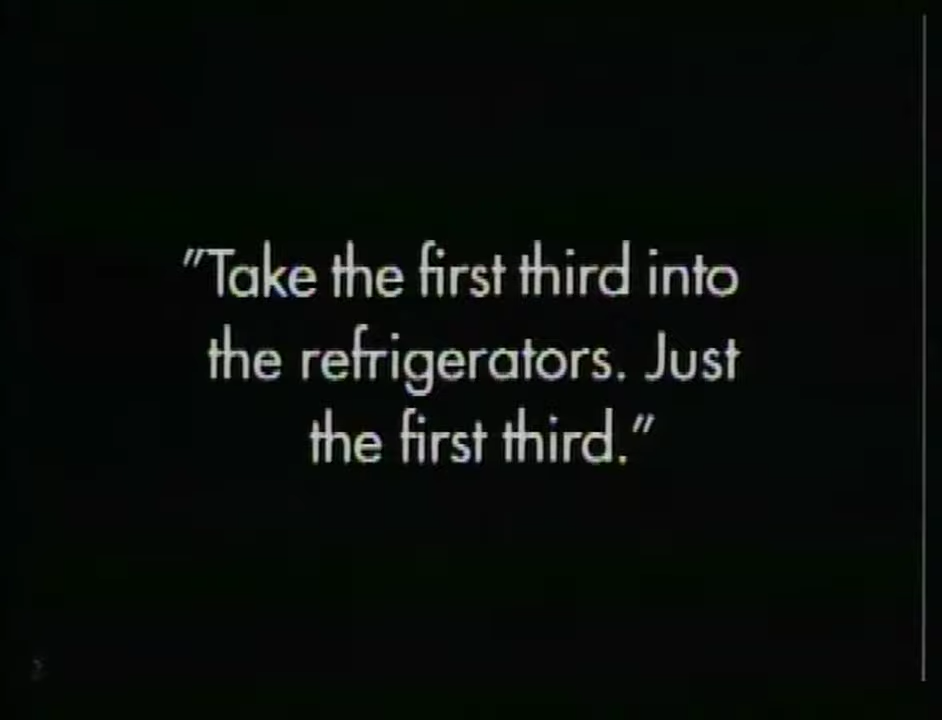 "Take the first third into
the refrigerators. Just
the first third."